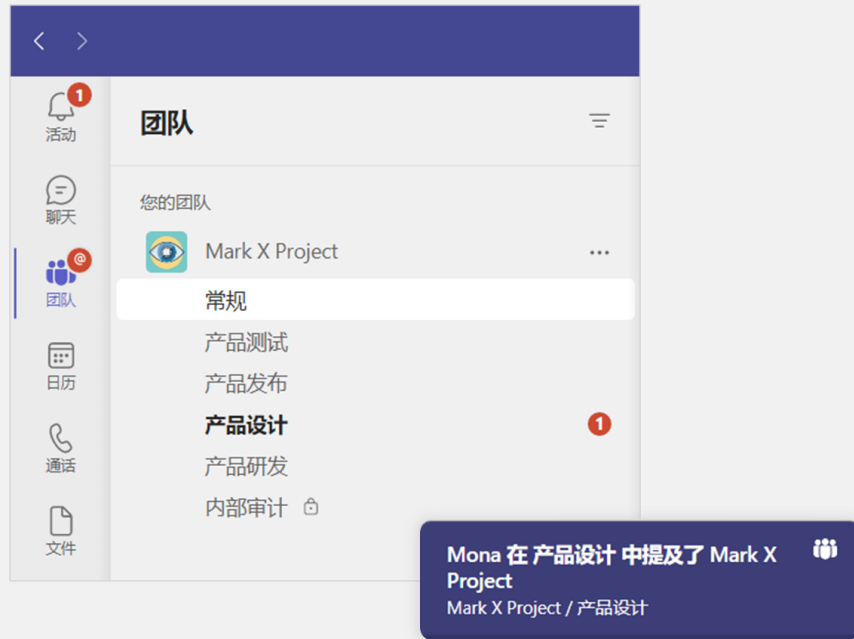 1
活动
聊天
@
团队
日历
通话
文件
团队
您的团队
Mark X Project
常规
产品测试
产品发布
产品设计
1
产品研发
内部审计
Mona 在 产品设计 中提及了 Mark X
Project
Mark X Project / 产品设计